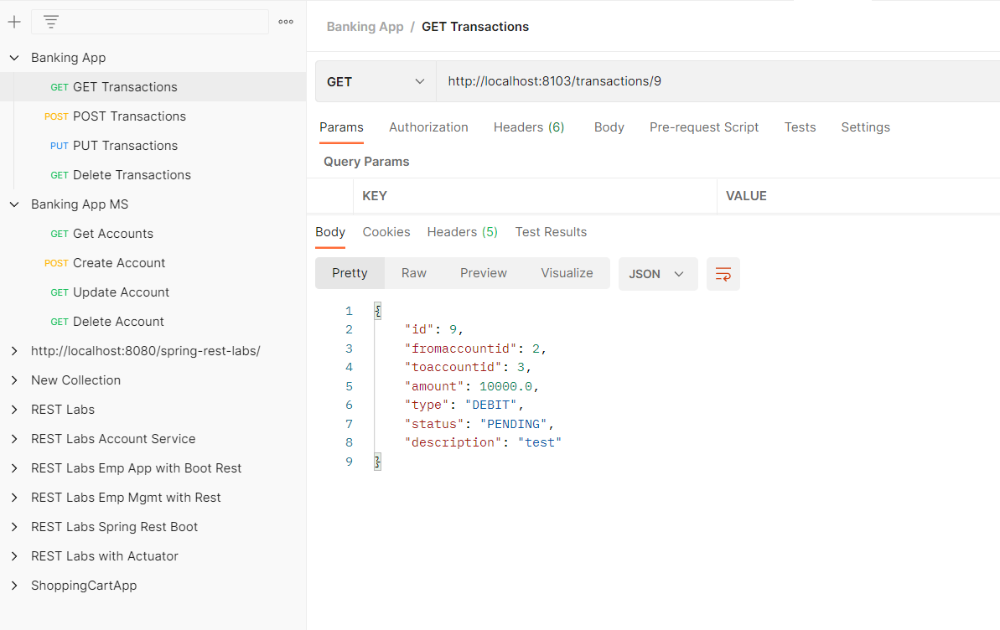 Banking App
GET GET Transactions
POST POST Transactions
PUT PUT Transactions
GET Delete Transactions
Banking App MS
GET Get Accounts
POST Create Account
GET Update Account
GET Delete Account
http://localhost:8080/spring-rest-labs/
New Collection
REST Labs
REST Labs Account Service
REST Labs Emp App with Boot Rest
REST Labs Emp Mgmt with Rest
REST Labs Spring Rest Boot
REST Labs with Actuator
ShoppingCartApp
Banking App / GET Transactions
GET http://localhost:8103/transactions/9
Params Authorization Headers (6) Body Pre-request Script Tests Settings
Query Params
KEY VALUE
Body Cookies Headers (5) Test Results
Pretty Raw Preview Visualize JSON
1 {
2 "id": 9,
3 "fromaccountid": 2,
4 "toaccountid": 3,
5 "amount": 10000.0,
6 "type": "DEBIT",
7 "status": "PENDING",
8 "description": "test"
9 }